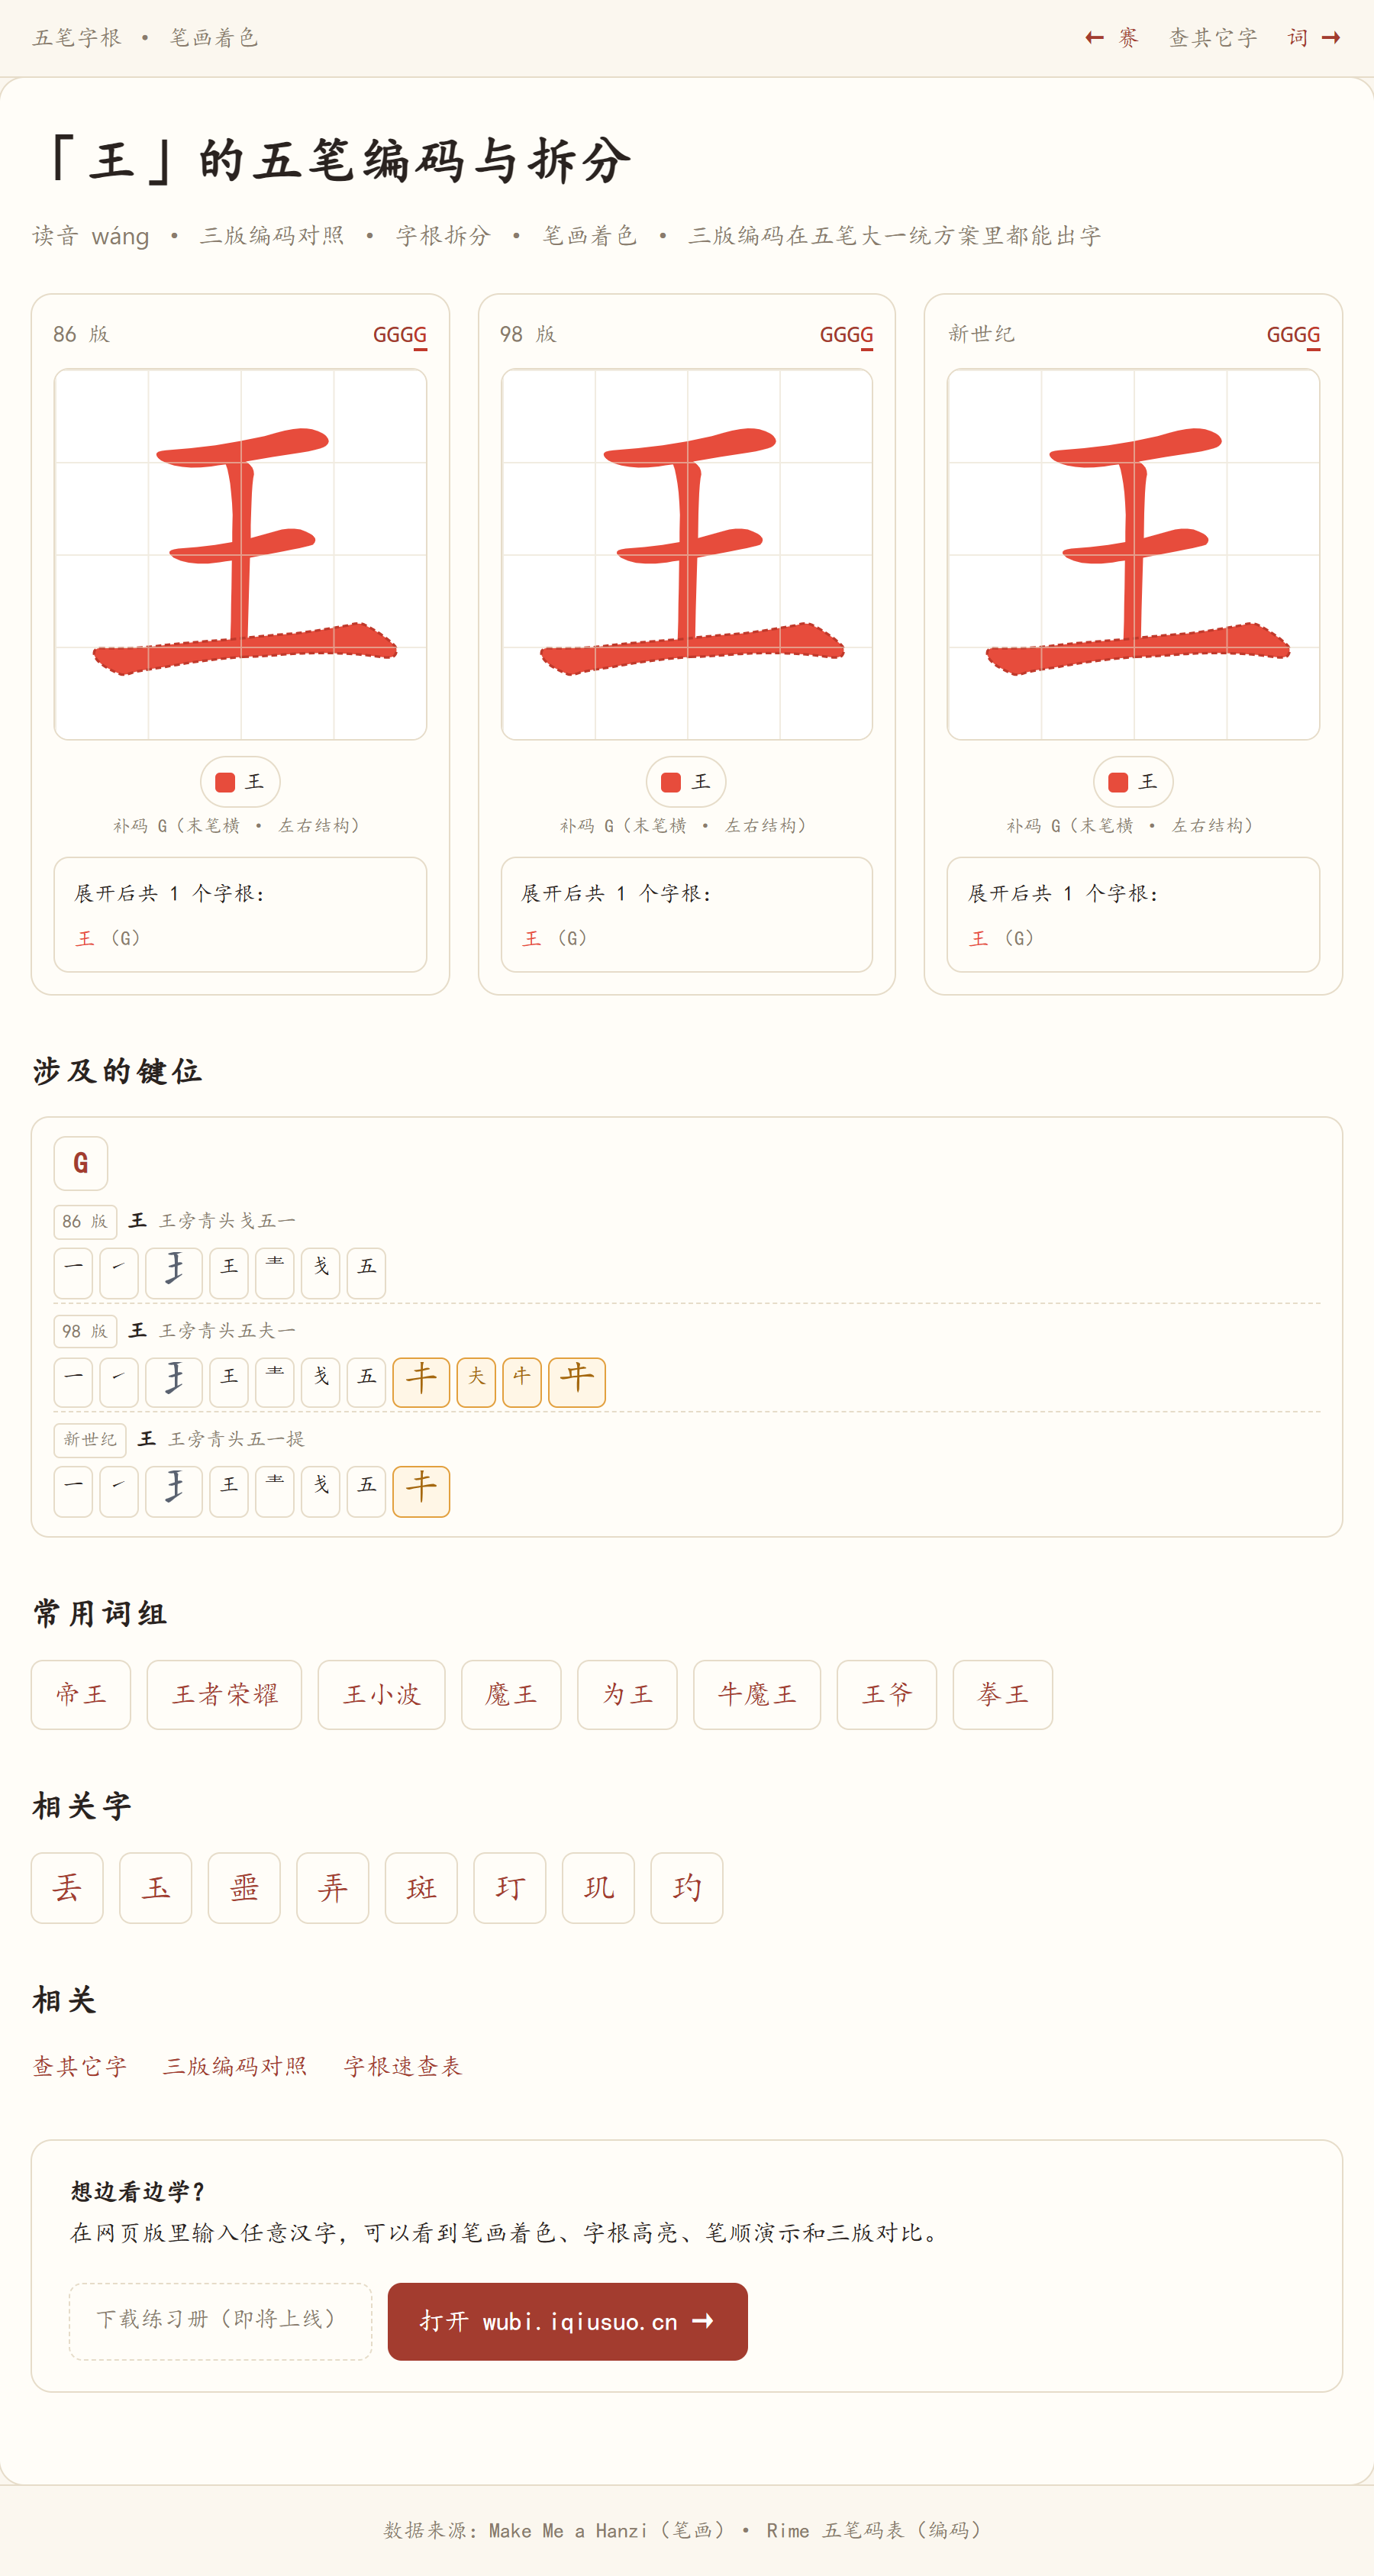 五笔字根 • 笔画着色
← 赛 查其它字 词 →
「王」的五笔编码与拆分
读音 wáng • 三版编码对照 • 字根拆分 • 笔画着色 • 三版编码在五笔大一统方案里都能出字
86 版 GGGG
王
王
补码 G（末笔横 • 左右结构）
展开后共 1 个字根：
王 （G）
98 版 GGGG
王
王
补码 G（末笔横 • 左右结构）
展开后共 1 个字根：
王 （G）
新世纪 GGGG
王
王
补码 G（末笔横 • 左右结构）
展开后共 1 个字根：
王 （G）
涉及的键位
G
86 版 王 王旁青头戋五一
一 ㇀ 王 龶 戋 五
98 版 王 王旁青头五夫一
一 ㇀ 王 龶 戋 五 夫
新世纪 王 王旁青头五一提
一 ㇀ 王 龶 戋 五
常用词组
帝王 王者荣耀 王小波 魔王 为王 牛魔王 王爷 拳王
相关字
丟 玉 噩 弄 斑 玎 玑 玓
相关
查其它字 三版编码对照 字根速查表
想边看边学？
在网页版里输入任意汉字，可以看到笔画着色、字根高亮、笔顺演示和三版对比。
下载练习册（即将上线）
打开 wubi.iqiusuo.cn →
数据来源：Make Me a Hanzi（笔画） • Rime 五笔码表（编码）